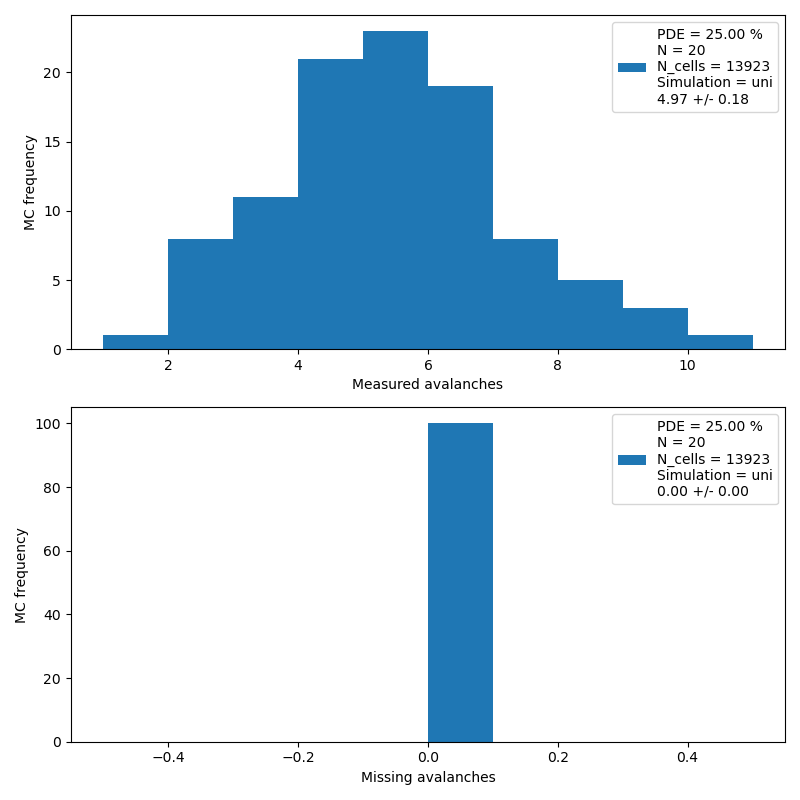 PDE = 25.00 %
N = 20
N_cells = 13923
Simulation = uni
4.97 +/- 0.18
MC frequency
20
15
10
5
0
2 4 6 8 10
Measured avalanches
PDE = 25.00 %
N = 20
N_cells = 13923
Simulation = uni
0.00 +/- 0.00
MC frequency
100
80
60
40
20
0
−0.4 −0.2 0.0 0.2 0.4
Missing avalanches